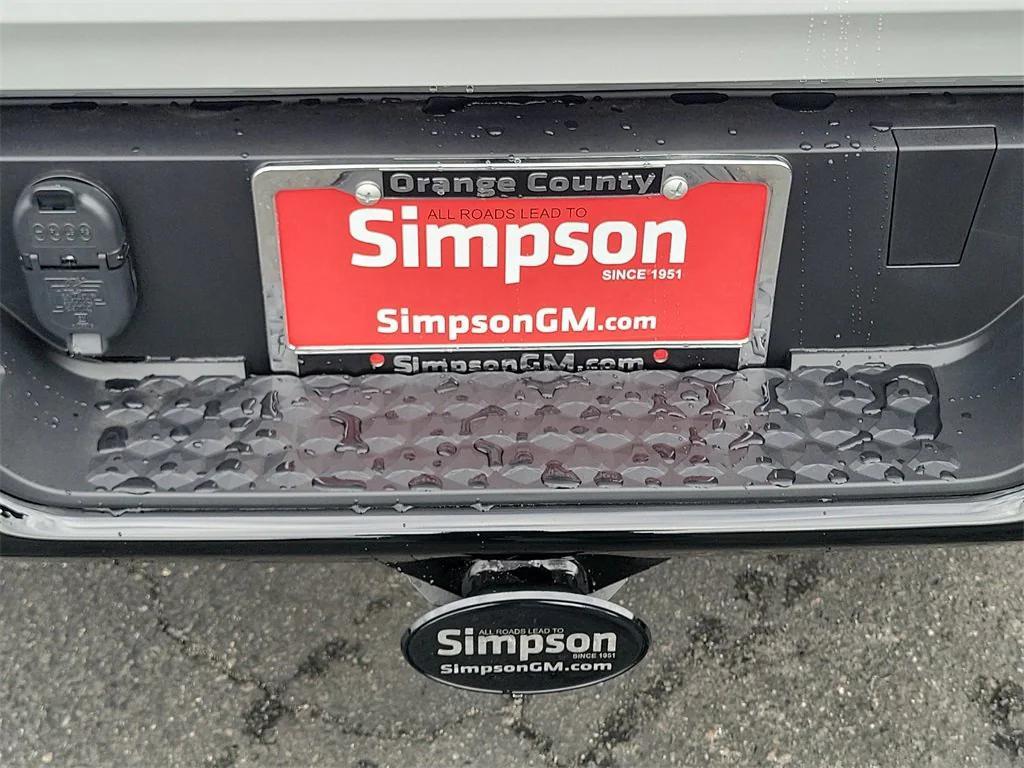 Orange County
ALL ROADS LEAD TO
Simpson
SINCE 1951
SimpsonGM.com
SimpsonGM.com
ALL ROADS LEAD TO
Simpson
SINCE 1951
SimpsonGM.com